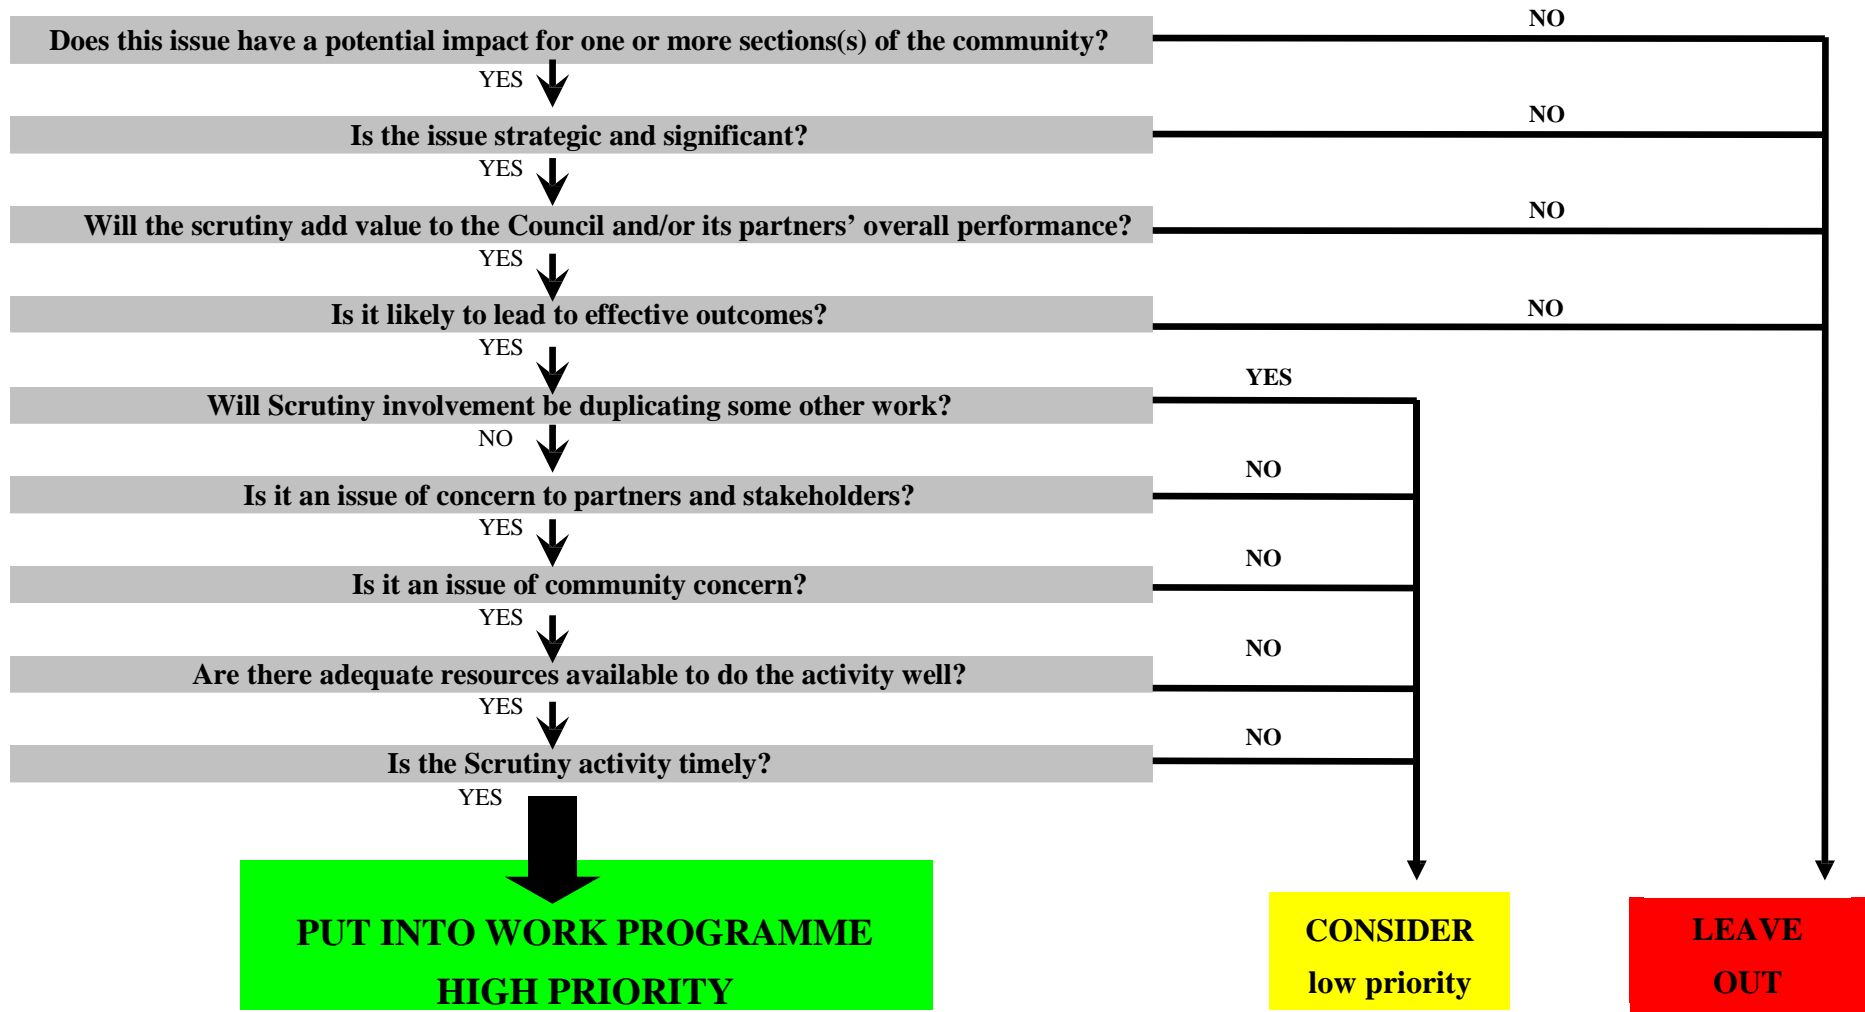 NO
Does this issue have a potential impact for one or more sections(s) of the community?
YES
NO
Is the issue strategic and significant?
YES
NO
Will the scrutiny add value to the Council and/or its partners’ overall performance?
YES
NO
Is it likely to lead to effective outcomes?
YES
YES
Will Scrutiny involvement be duplicating some other work?
NO
NO
Is it an issue of concern to partners and stakeholders?
YES
NO
Is it an issue of community concern?
YES
NO
Are there adequate resources available to do the activity well?
YES
NO
Is the Scrutiny activity timely?
YES
PUT INTO WORK PROGRAMME
HIGH PRIORITY
CONSIDER
low priority
LEAVE
OUT